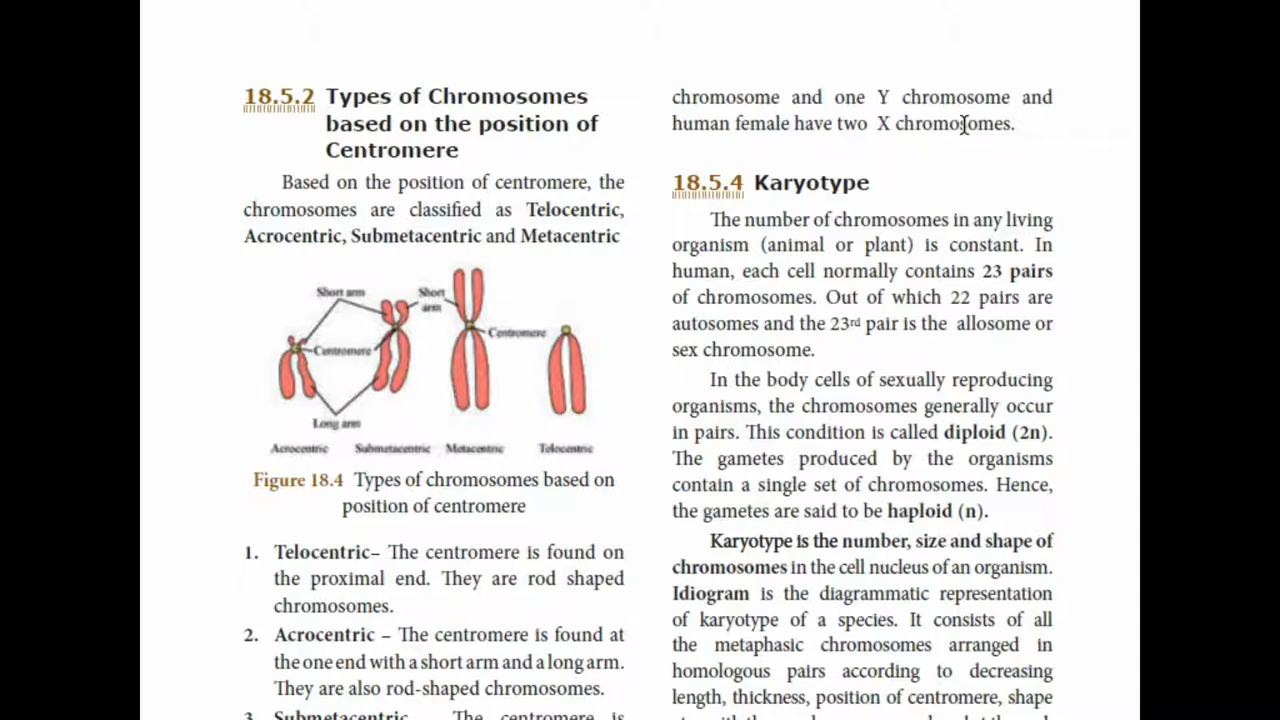 18.5.2 Types of Chromosomes
based on the position of
Centromere
Based on the position of centromere, the
chromosomes are classified as Telocentric,
Acrocentric, Submetacentric and Metacentric
Short arm
Short
arm
Centromere
Centromere
Long arm
Acrocentric Submetacentric Metacentric Telocentric
Figure 18.4 Types of chromosomes based on
position of centromere
1. Telocentric– The centromere is found on
the proximal end. They are rod shaped
chromosomes.
2. Acrocentric – The centromere is found at
the one end with a short arm and a long arm.
They are also rod-shaped chromosomes.
3. Submetacentric The centromere is
chromosome and one Y chromosome and
human female have two X chromosomes.
18.5.4 Karyotype
The number of chromosomes in any living
organism (animal or plant) is constant. In
human, each cell normally contains 23 pairs
of chromosomes. Out of which 22 pairs are
autosomes and the 23rd pair is the allosome or
sex chromosome.
In the body cells of sexually reproducing
organisms, the chromosomes generally occur
in pairs. This condition is called diploid (2n).
The gametes produced by the organisms
contain a single set of chromosomes. Hence,
the gametes are said to be haploid (n).
Karyotype is the number, size and shape of
chromosomes in the cell nucleus of an organism.
Idiogram is the diagrammatic representation
of karyotype of a species. It consists of all
the metaphasic chromosomes arranged in
homologous pairs according to decreasing
length, thickness, position of centromere, shape